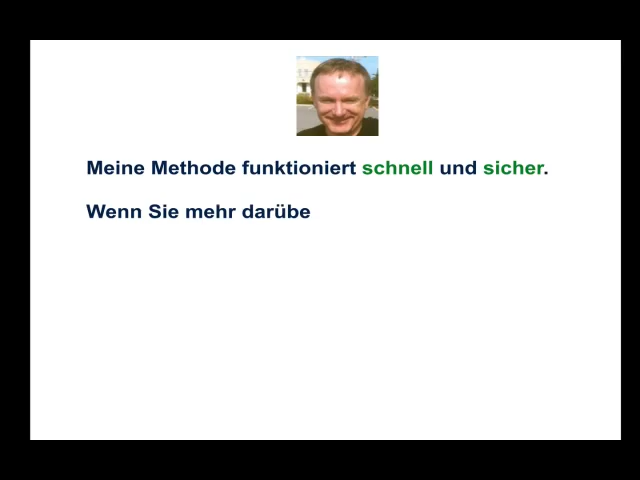 Meine Methode funktioniert schnell und sicher.
Wenn Sie mehr darübe